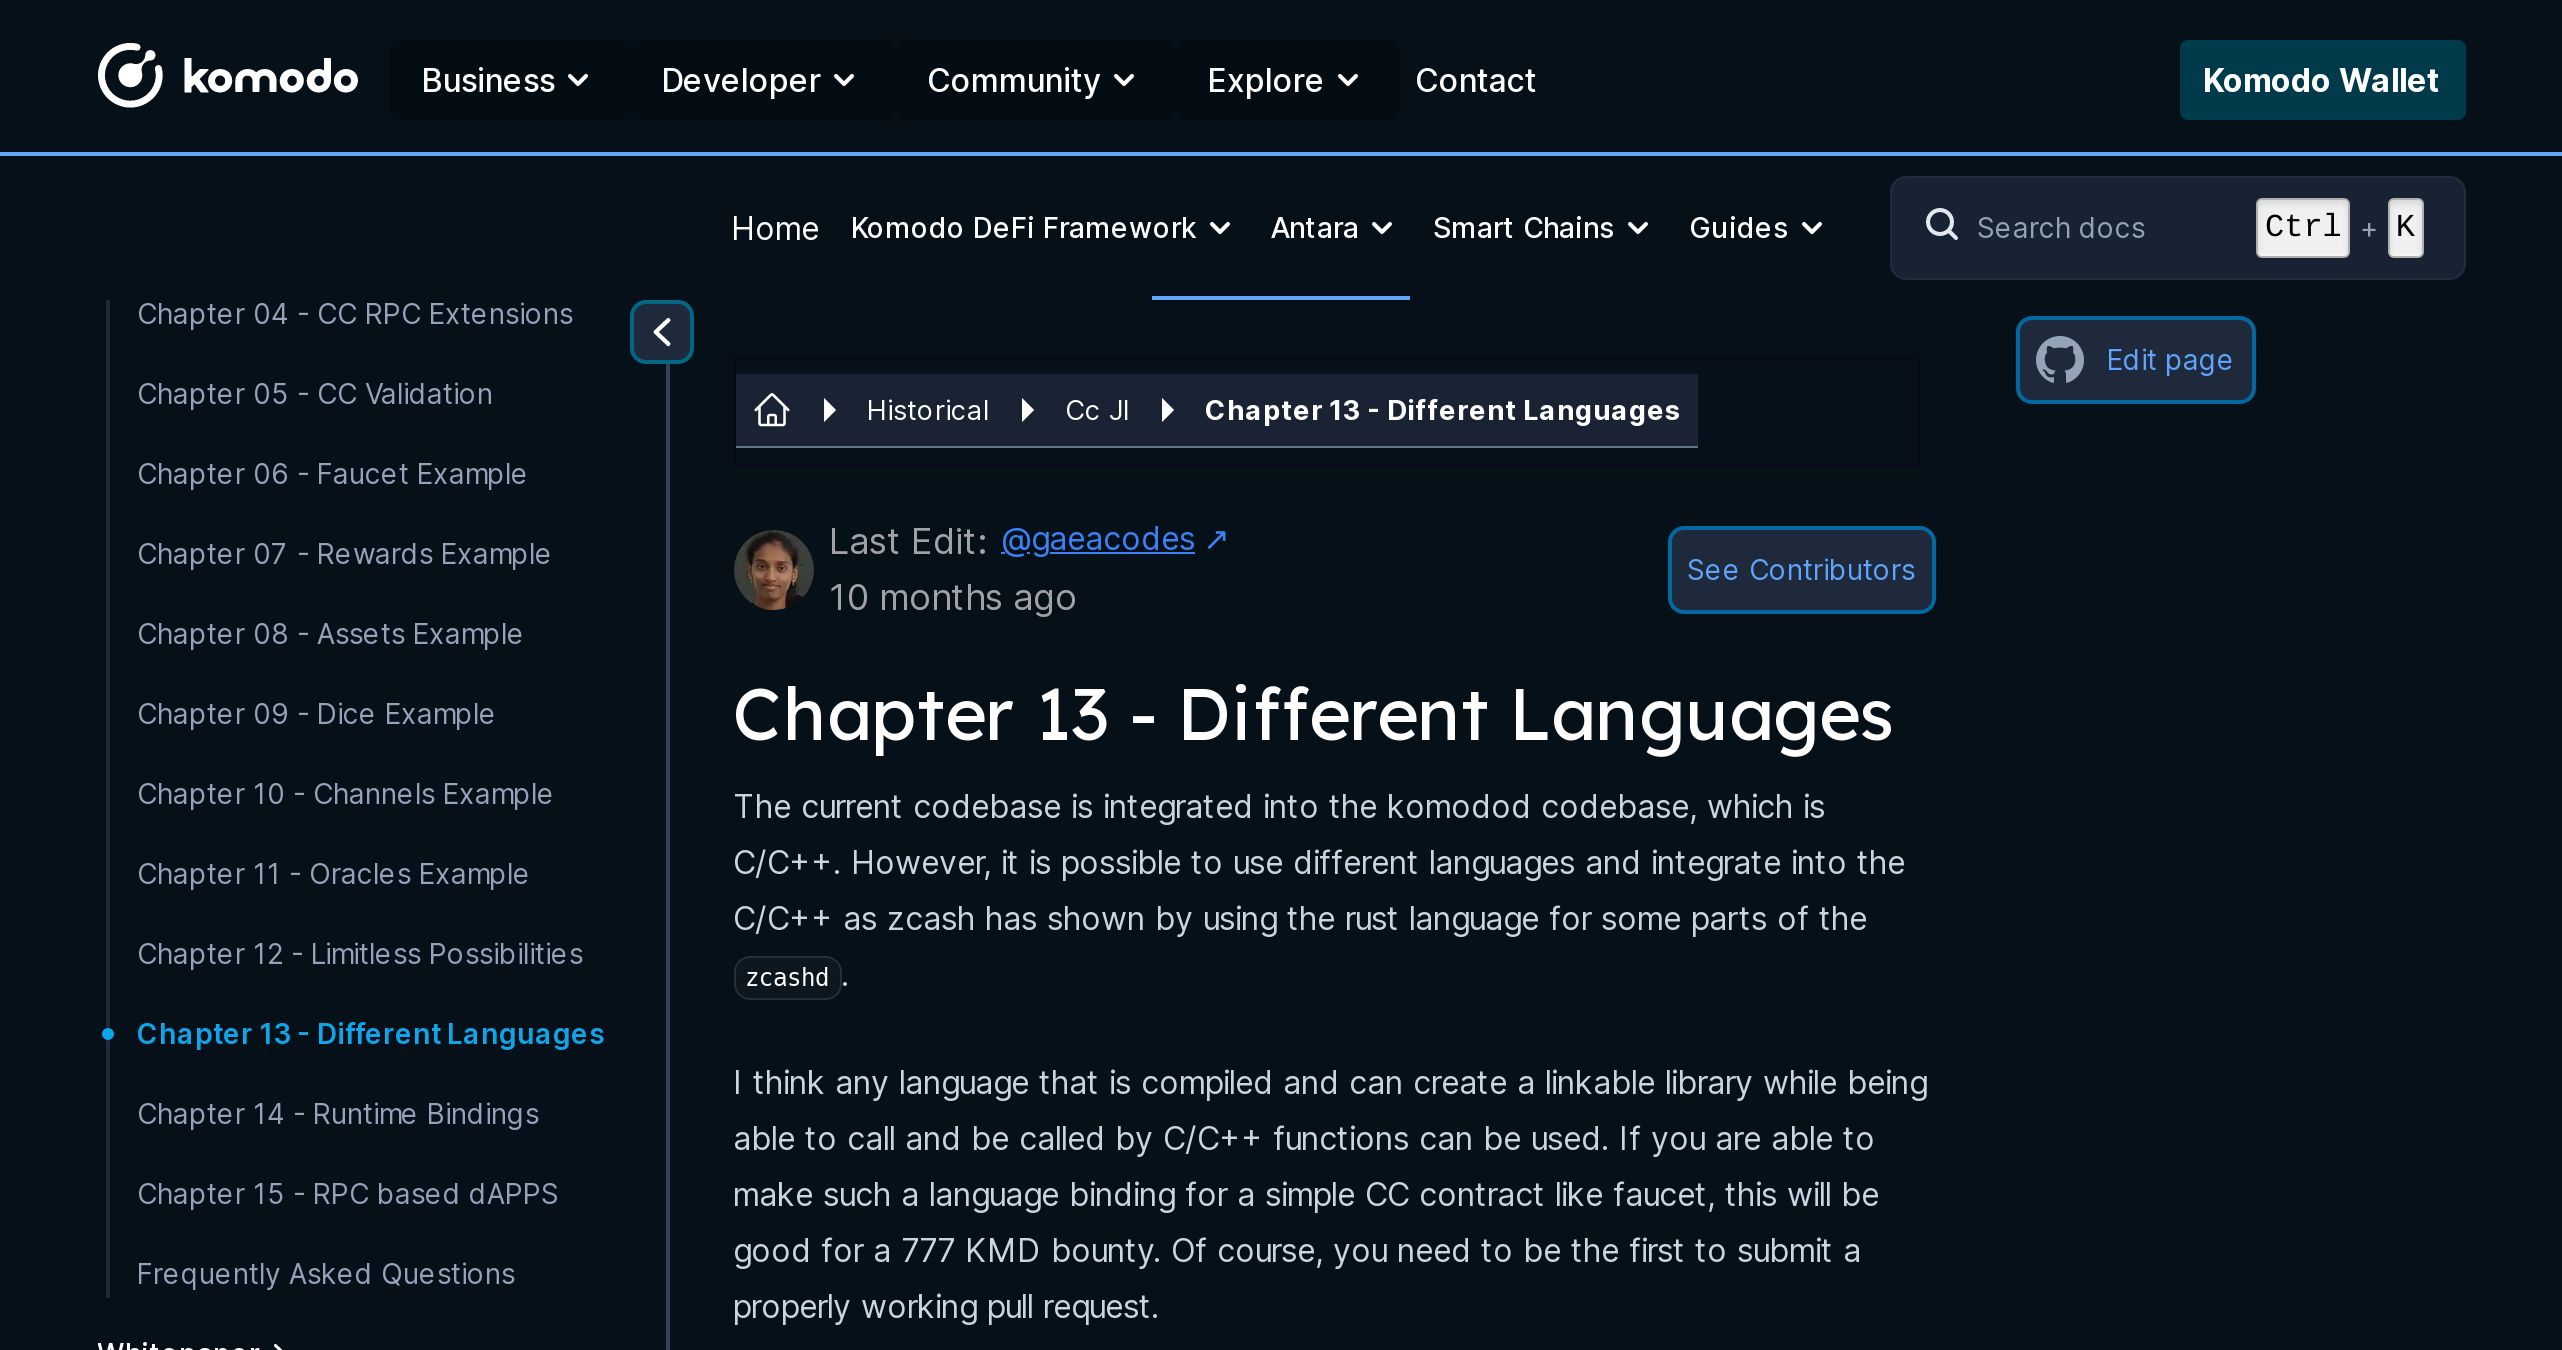 komodo
Business
Developer
Community
Explore
Contact
Komodo Wallet
Home
Komodo DeFi Framework
Antara
Smart Chains
Guides
Search docs
Ctrl + K
Chapter 04 - CC RPC Extensions
Chapter 05 - CC Validation
Chapter 06 - Faucet Example
Chapter 07 - Rewards Example
Chapter 08 - Assets Example
Chapter 09 - Dice Example
Chapter 10 - Channels Example
Chapter 11 - Oracles Example
Chapter 12 - Limitless Possibilities
Chapter 13 - Different Languages
Chapter 14 - Runtime Bindings
Chapter 15 - RPC based dAPPS
Frequently Asked Questions
Whitepaper
Historical
Cc Jl
Chapter 13 - Different Languages
Edit page
Last Edit: @gaeacodes ↗
10 months ago
See Contributors
Chapter 13 - Different Languages
The current codebase is integrated into the komodod codebase, which is
C/C++. However, it is possible to use different languages and integrate into the
C/C++ as zcash has shown by using the rust language for some parts of the
zcashd.
I think any language that is compiled and can create a linkable library while being
able to call and be called by C/C++ functions can be used. If you are able to
make such a language binding for a simple CC contract like faucet, this will be
good for a 777 KMD bounty. Of course, you need to be the first to submit a
properly working pull request.